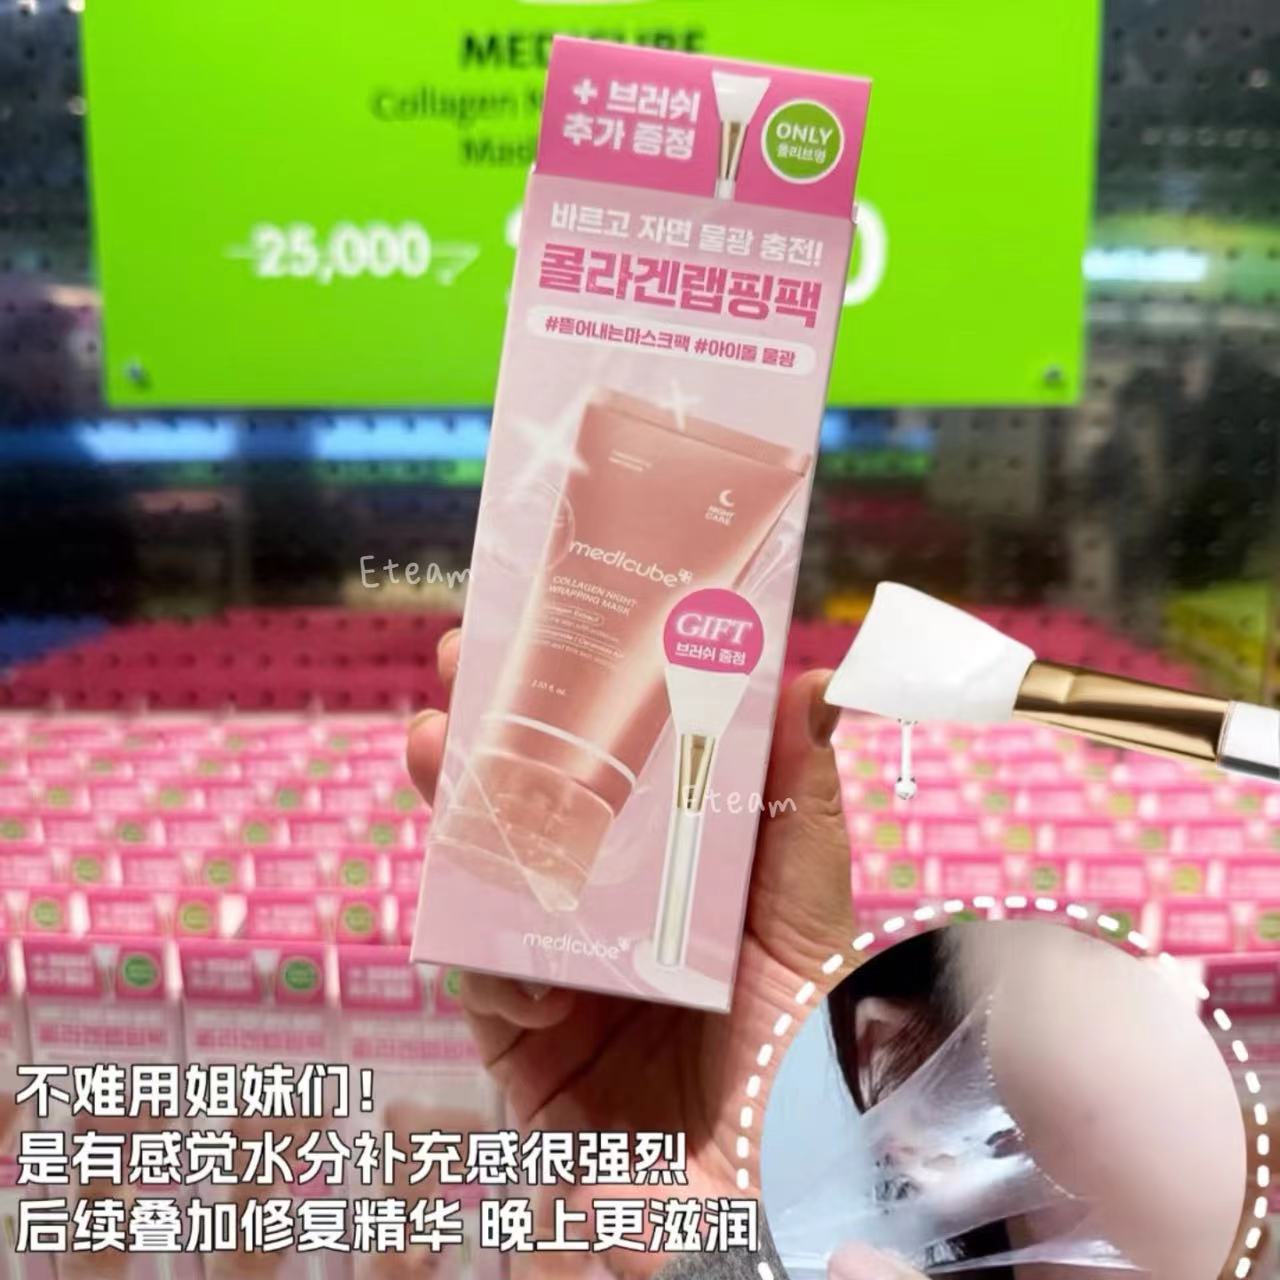 MEDICUBE
Collagen
25,000
+ 브러쉬
추가 증정
ONLY
올리브영
바르고 자면 물광 충전!
콜라겐랩핑팩
#뜯어내는마스크팩 #아이돌 물광
NIGHT
CARE
medicube
COLLAGEN NIGHT
WRAPPING MASK
GIFT
브러쉬 증정
Eteam
Eteam
medicube
不难用姐妹们！
是有感觉水分补充感很强烈
后续叠加修复精华 晚上更滋润